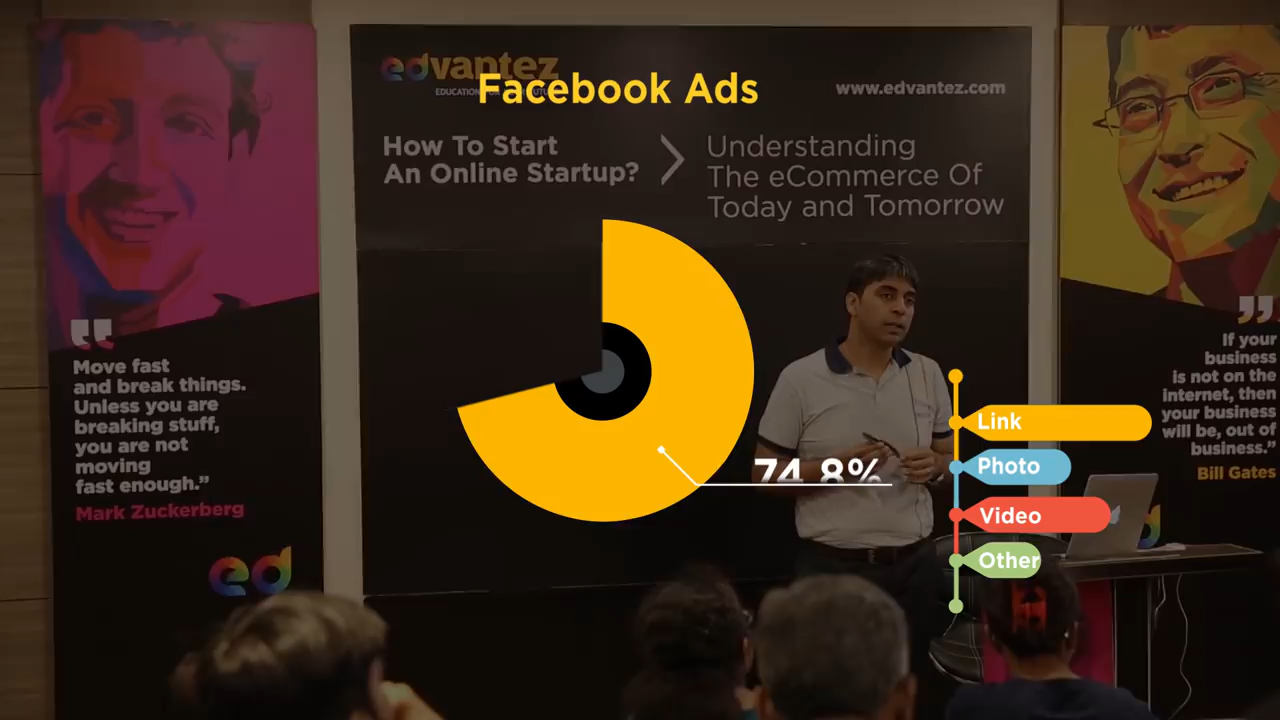 edvantez
Facebook Ads
www.edvantez.com
How To Start
An Online Startup?
Understanding
The eCommerce Of
Today and Tomorrow
Move fast
and break things.
Unless you are
breaking stuff,
you are not
moving
fast enough.”
Mark Zuckerberg
ed
74.8%
Link
Photo
Video
Other
If your
business
is not on the
internet, then
your business
will be, out of
business.”
Bill Gates